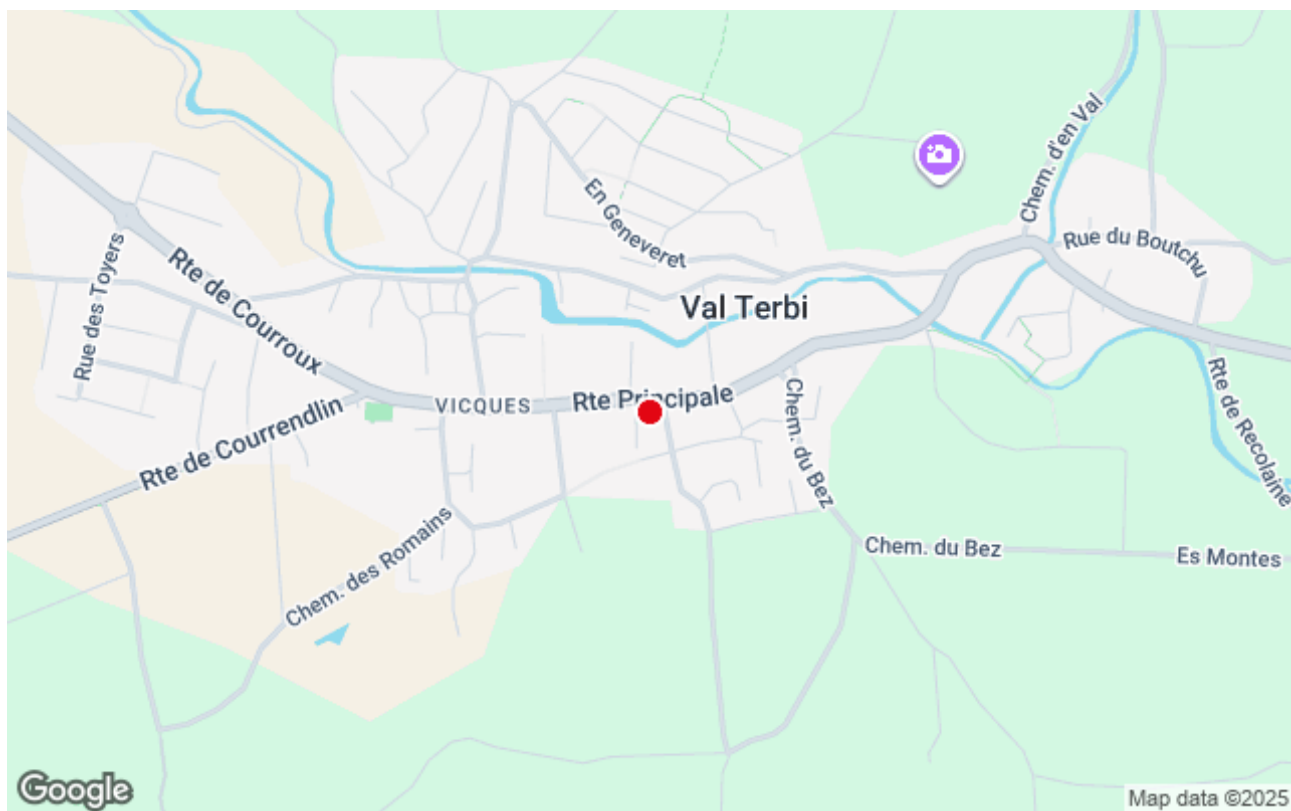 Chem. d'en Val
En Geneveret
Rue du Boutchu
Rue des Toyers
Rte de Courroux
Val Terbi
VICQUES
Rte Principale
Rte de Courrendlin
Chem. du Bez
Rte de Recolaine
Chem. des Romains
Chem. du Bez
Es Montes
Google
Map data ©2025